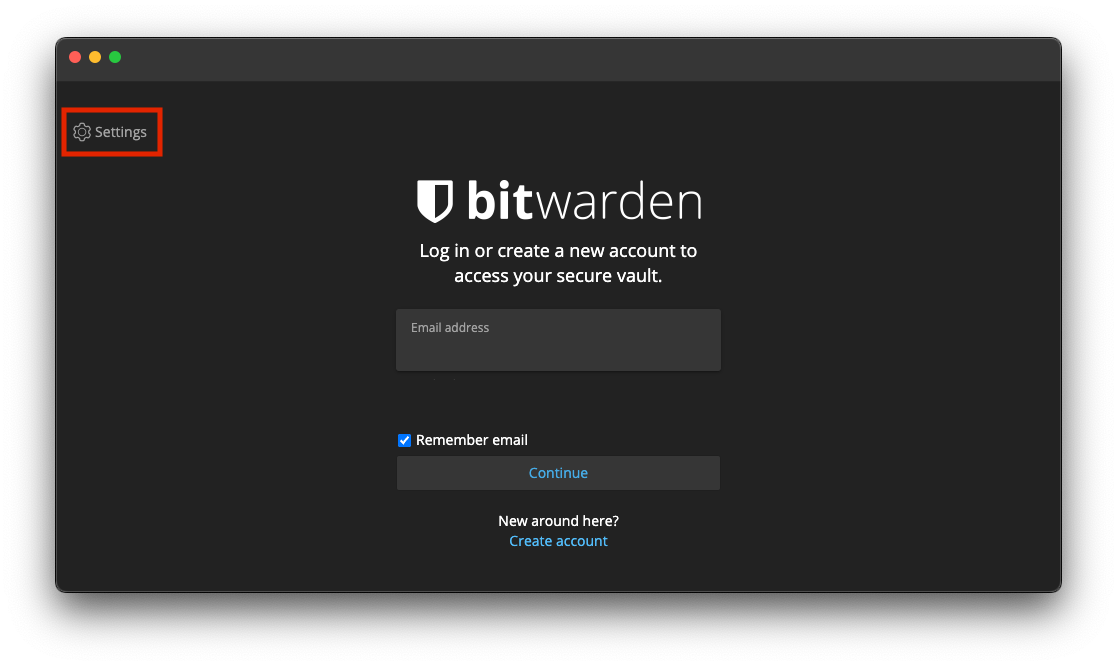 Settings
bitwarden
Log in or create a new account to
access your secure vault.
Email address
Remember email
Continue
New around here?
Create account